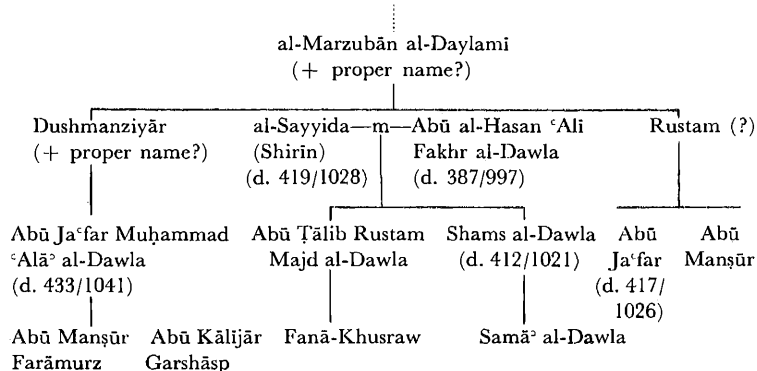 al-Marzubān al-Daylami
(+ proper name?)
Dushmanziyār al-Sayyida—m—Abū al-Hasan ʿAli Rustam (?)
(+ proper name?) (Shirīn) Fakhr al-Dawla
(d. 419/1028) (d. 387/997)
Abū Jaʿfar Muḥammad Abū Ṭālib Rustam Shams al-Dawla Abū Abū
ʿAlāʾ al-Dawla Majd al-Dawla (d. 412/1021) Jaʿfar Manṣūr
(d. 433/1041) (d. 417/
1026)
Abū Manṣūr Abū Kālījār Fanā-Khusraw Samāʾ al-Dawla
Farāmurz Garshāsp